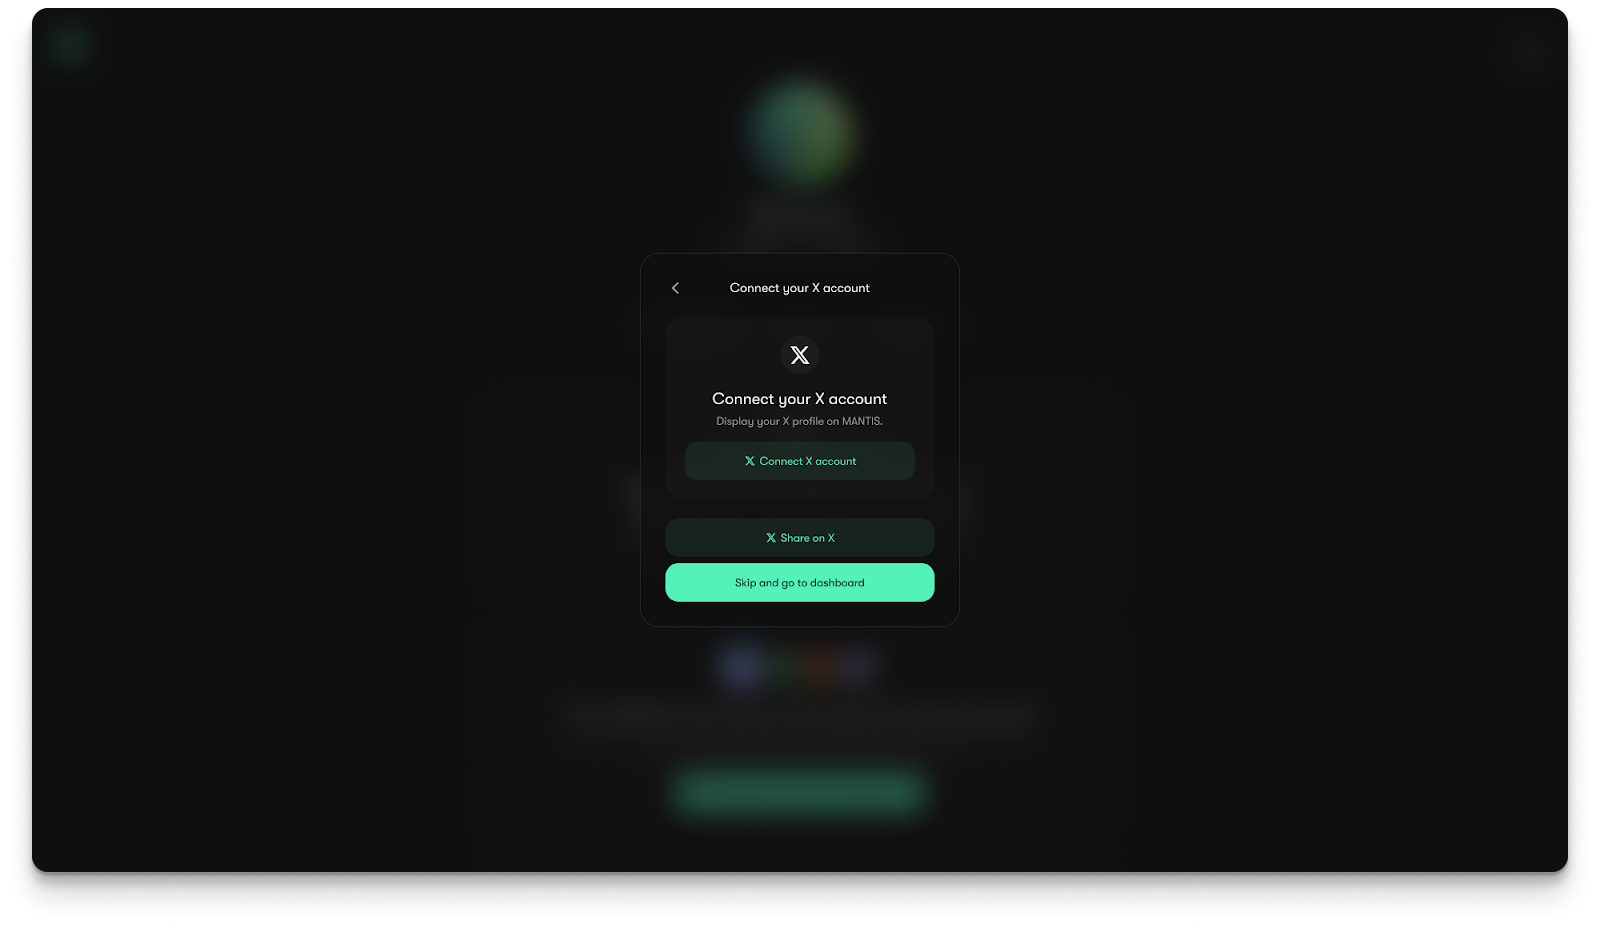 Connect your X account
Connect your X account
Display your X profile on MANTIS.
Connect X account
Share on X
Skip and go to dashboard